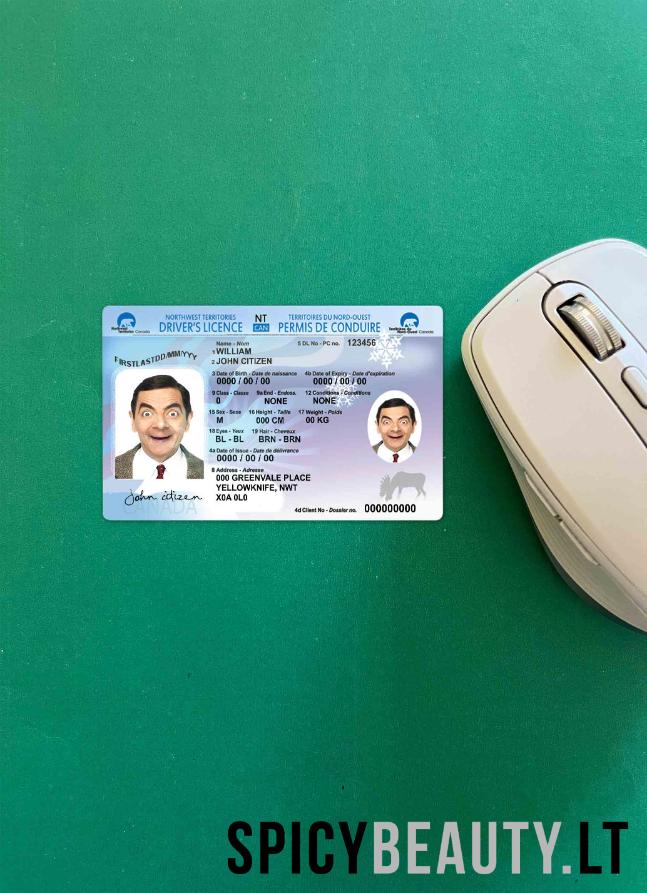 NORTHWEST TERRITORIES NT TERRITOIRES DU NORD-OUEST
DRIVER'S LICENCE CAN PERMIS DE CONDUIRE
Northwest Territories Canada
Territoires du Nord-Ouest Canada
FIRSTLASTDD/MM/YYY
Name - Nom 5 DL No - PC no. 123456
1 WILLIAM
2 JOHN CITIZEN
3 Date of Birth - Date de naissance 4b Date of Expiry - Date d'expiration
0000 / 00 / 00 0000 / 00 / 00
9 Class - Classe 9a End - Endoss. 12 Conditions - Conditions
0 NONE NONE
15 Sex - Sexe 16 Height - Taille 17 Weight - Poids
M 000 CM 00 KG
18 Eyes - Yeux 19 Hair - Cheveux
BL - BL BRN - BRN
4a Date of Issue - Date de délivrance
0000 / 00 / 00
8 Address - Adresse
000 GREENVALE PLACE
YELLOWKNIFE, NWT
X0A 0L0
John citizen
CANADA
4d Client No - Dossier no. 000000000
SPICYBEAUTY.LT